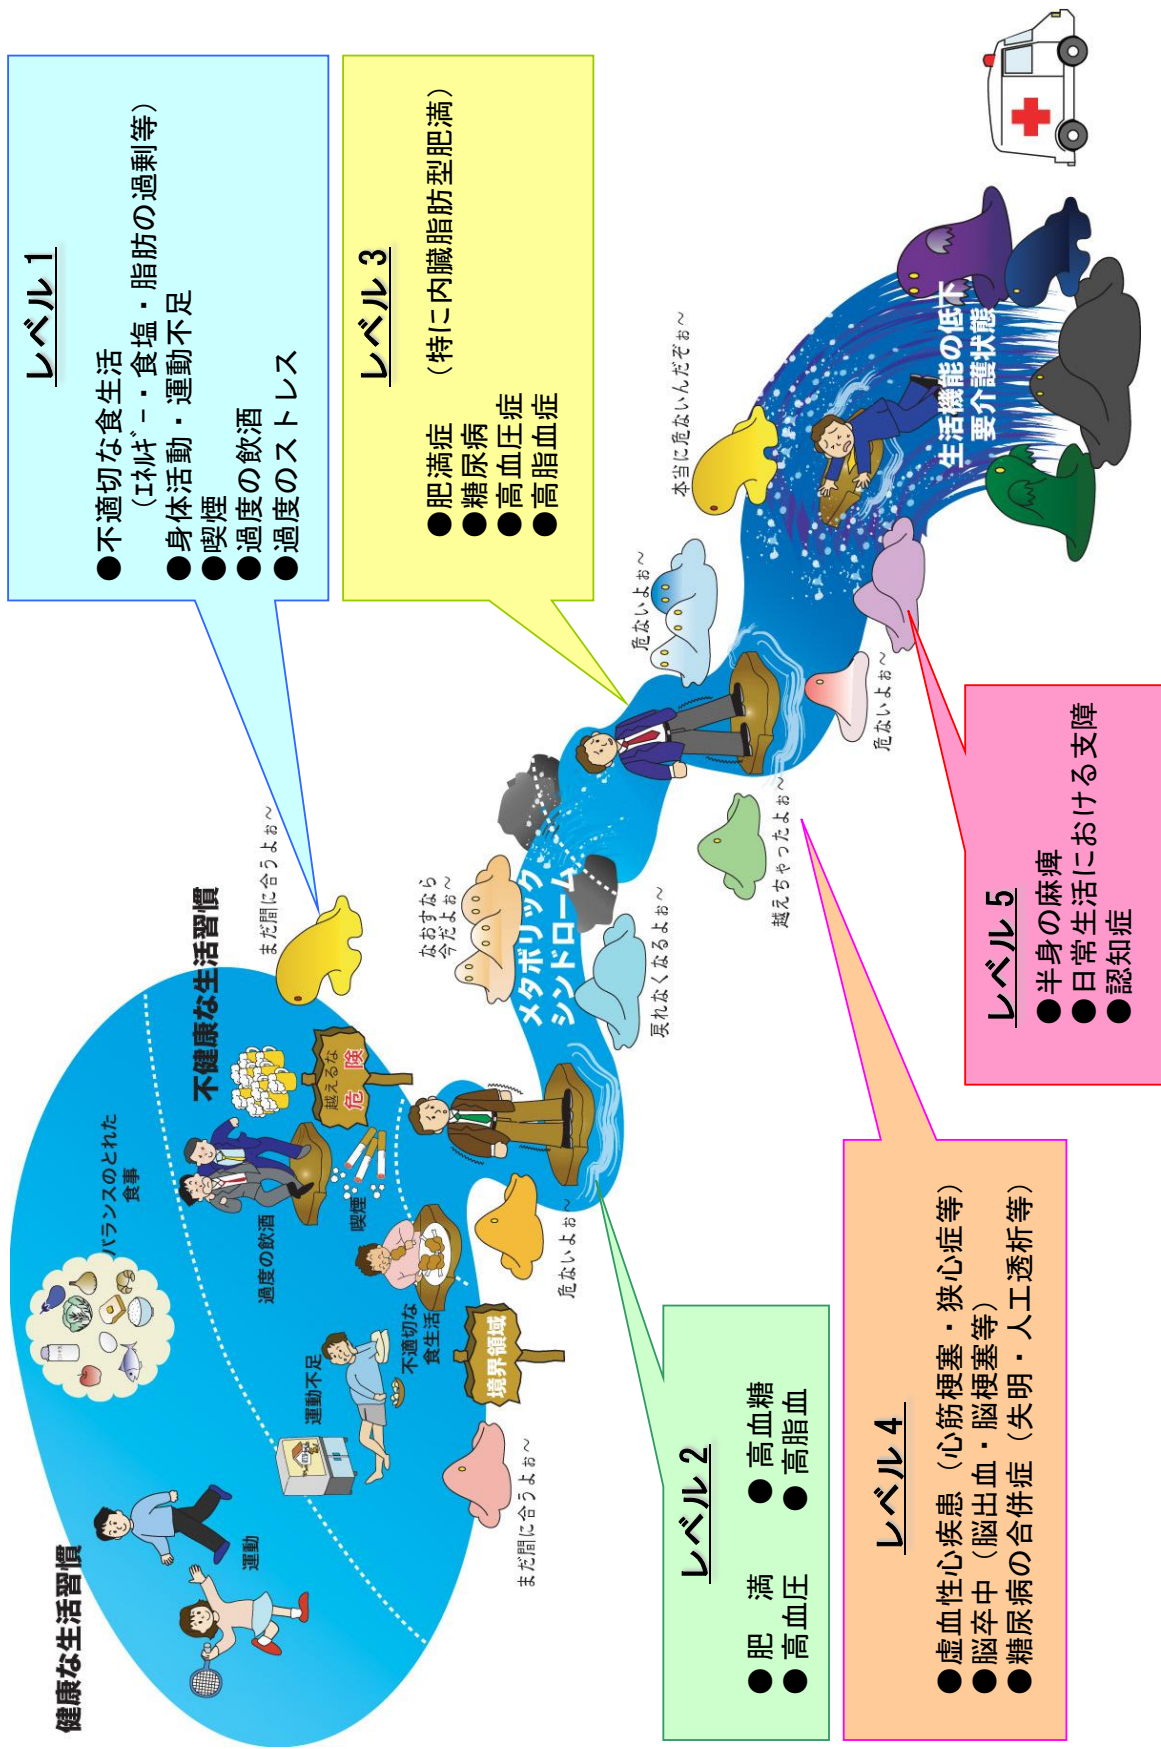 健康な生活習慣
運動
バランスのとれた
食事
不健康な生活習慣
過度の飲酒
喫煙
越えるな
危険
運動不足
不適切な
食生活
境界領域
まだ間に合うよぉ～
危ないよぉ～
まだ間に合うよぉ～
なおすなら
今だよぉ～
メタボリック
シンドローム
戻れなくなるよぉ～
越えちゃったよぉ～
危ないよぉ～
危ないよぉ～
本当に危ないんだぞぉ～
生活機能の低下
要介護状態
レベル１
●不適切な食生活
（エネルギー・食塩・脂肪の過剰等）
●身体活動・運動不足
●喫煙
●過度の飲酒
●過度のストレス
レベル２
●肥　満　●高血糖
●高血圧　●高脂血
レベル３
●肥満症　（特に内臓脂肪型肥満）
●糖尿病
●高血圧症
●高脂血症
レベル４
●虚血性心疾患（心筋梗塞・狭心症等）
●脳卒中（脳出血・脳梗塞等）
●糖尿病の合併症（失明・人工透析等）
レベル５
●半身の麻痺
●日常生活における支障
●認知症